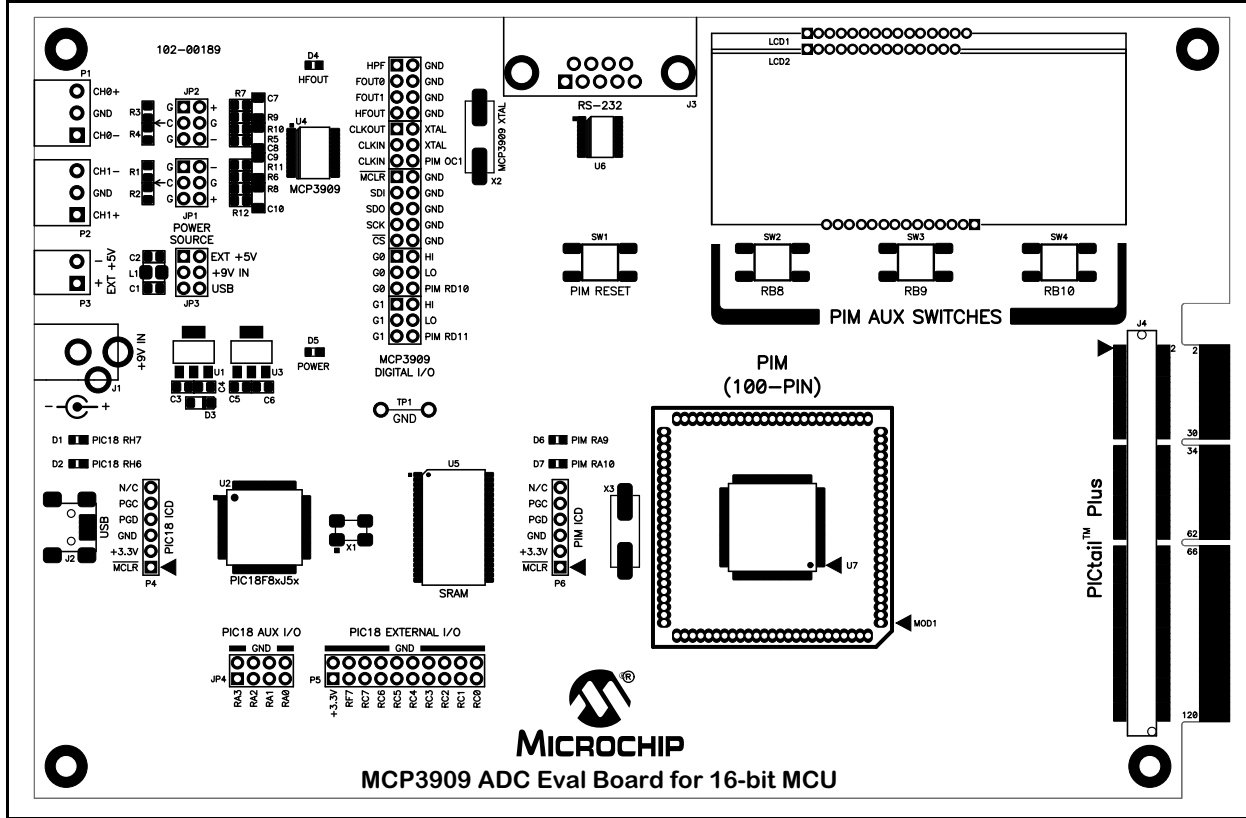 102-00189
P1
CH0+
GND
CH0-
R3
R4
JP2
G +
C G
G -
R7
C7
R9
R10
R5
C8
C9
R11
R6
R8
R12
C10
D4
HFOUT
U4
MCP3909
CH1-
GND
CH1+
P2
R1
R2
G -
C G
G +
JP1
POWER
SOURCE
EXT +5V
+9V IN
USB
JP3
-
+
EXT +5V
P3
C2
L1
C1
HPF GND
FOUT0 GND
FOUT1 GND
HFOUT GND
CLKOUT XTAL
CLKIN XTAL
CLKIN PIM OC1
MCLR GND
SDI GND
SDO GND
SCK GND
CS GND
G0 HI
G0 LO
G0 PIM RD10
G1 HI
G1 LO
G1 PIM RD11
MCP3909
DIGITAL I/O
MCP3909 XTAL
X2
RS-232
J3
U6
LCD1
LCD2
SW1
PIM RESET
SW2
RB8
SW3
RB9
SW4
RB10
PIM AUX SWITCHES
+9V IN
J1
- +
U1
U3
C3
C4
D3
C5
C6
D5
POWER
TP1
GND
PIM
(100-PIN)
J4
2
2
30
34
62
66
120
PICtail™ Plus
D1 PIC18 RH7
D2 PIC18 RH6
USB
J2
N/C
PGC
PGD
GND
+3.3V
MCLR
PIC18 ICD
P4
U2
PIC18F8xJ5x
X1
U5
SRAM
D6 PIM RA9
D7 PIM RA10
N/C
PGC
PGD
GND
+3.3V
MCLR
PIM ICD
P6
X3
U7
MOD1
PIC18 AUX I/O
GND
JP4
RA3
RA2
RA1
RA0
PIC18 EXTERNAL I/O
GND
P5
+3.3V
RF7
RC7
RC6
RC5
RC4
RC3
RC2
RC1
RC0
®
MICROCHIP
MCP3909 ADC Eval Board for 16-bit MCU